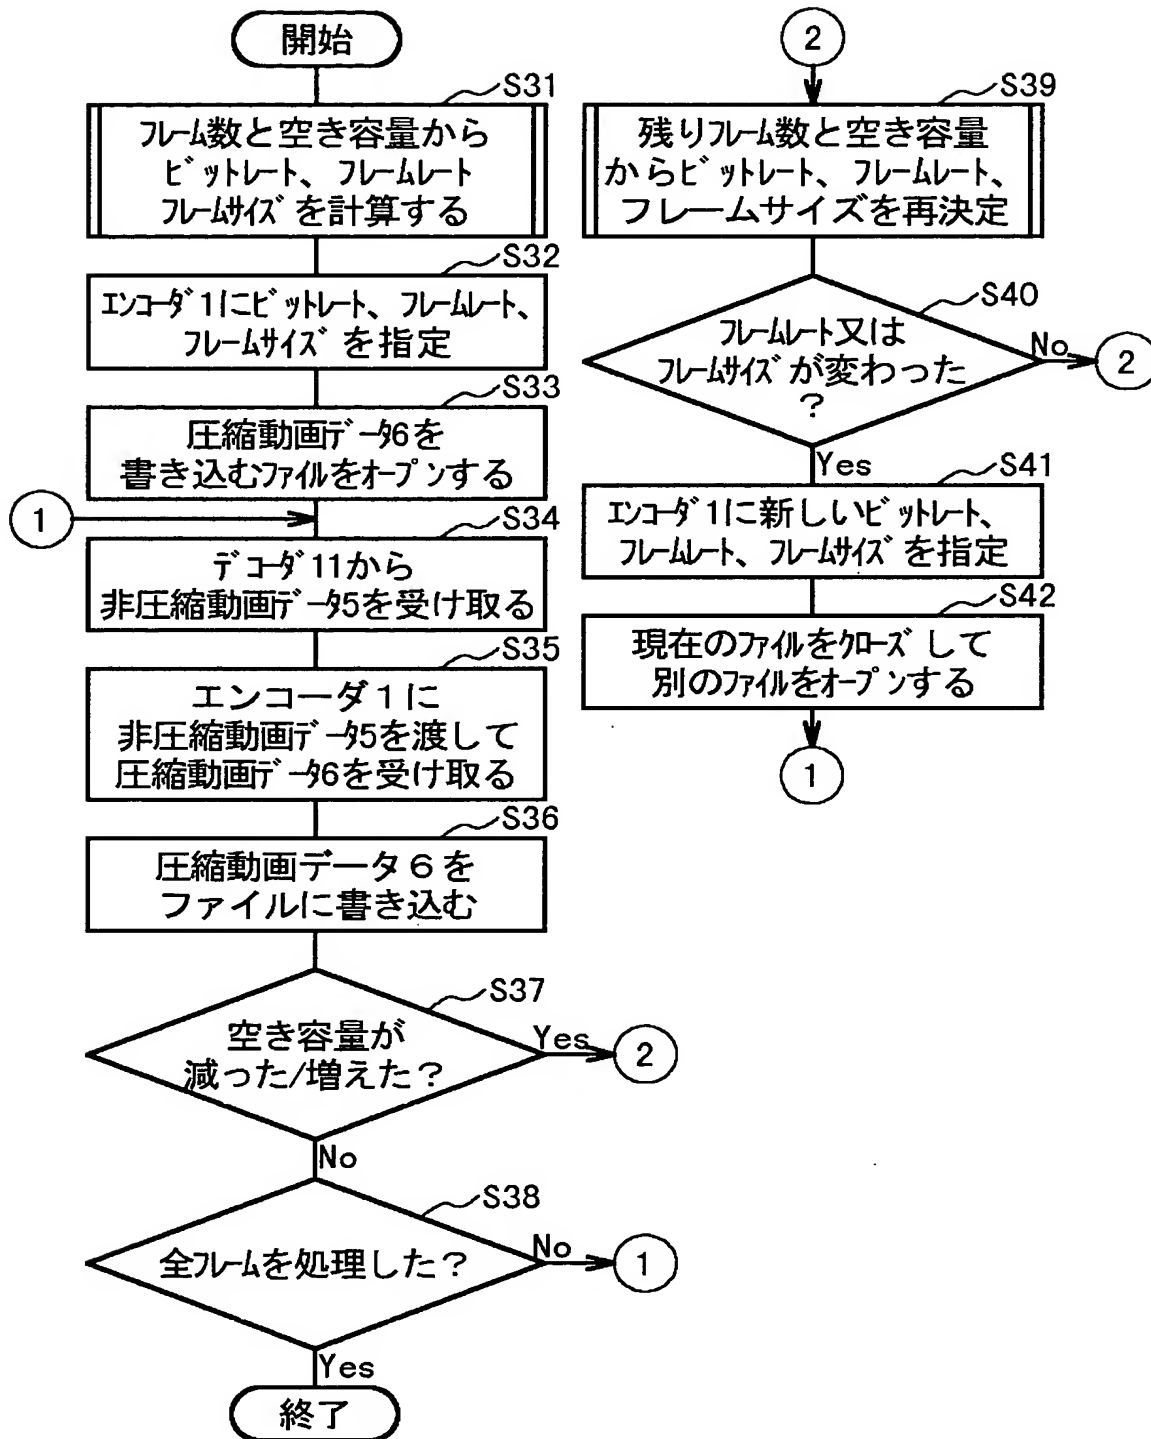 開始
S31
フレーム数と空き容量から
ビットレート、フレームレート
フレームサイズを計算する
S32
エンコーダ1にビットレート、フレームレート、
フレームサイズを指定
S33
圧縮動画データ6を
書き込むファイルをオープンする
1
S34
デコーダ11から
非圧縮動画データ5を受け取る
S35
エンコーダ1に
非圧縮動画データ5を渡して
圧縮動画データ6を受け取る
S36
圧縮動画データ6を
ファイルに書き込む
S37
空き容量が
減った/増えた?
Yes
2
No
S38
全フレームを処理した?
No
1
Yes
終了
2
S39
残りフレーム数と空き容量
からビットレート、フレームレート、
フレームサイズを再決定
S40
フレームレート又は
フレームサイズが変わった
?
No
2
Yes
S41
エンコーダ1に新しいビットレート、
フレームレート、フレームサイズを指定
S42
現在のファイルをクローズして
別のファイルをオープンする
1